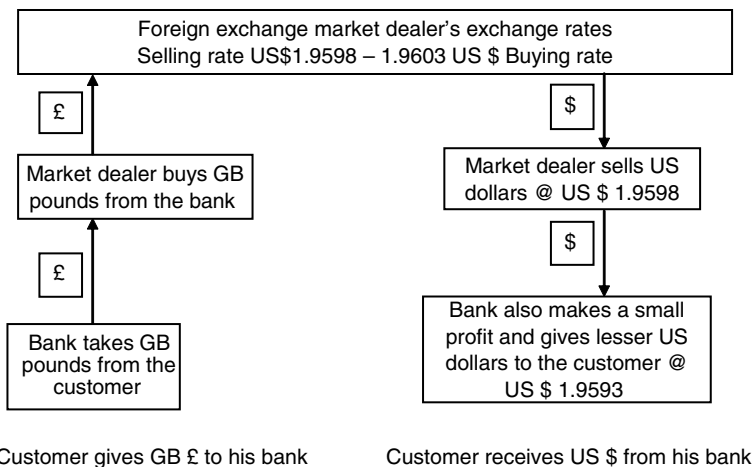 Foreign exchange market dealer's exchange rates
Selling rate US$1.9598 – 1.9603 US $ Buying rate
£
$
Market dealer buys GB
pounds from the bank
Market dealer sells US
dollars @ US $ 1.9598
£
$
Bank takes GB
pounds from the
customer
Bank also makes a small
profit and gives lesser US
dollars to the customer @
US $ 1.9593
Customer gives GB £ to his bank
Customer receives US $ from his bank